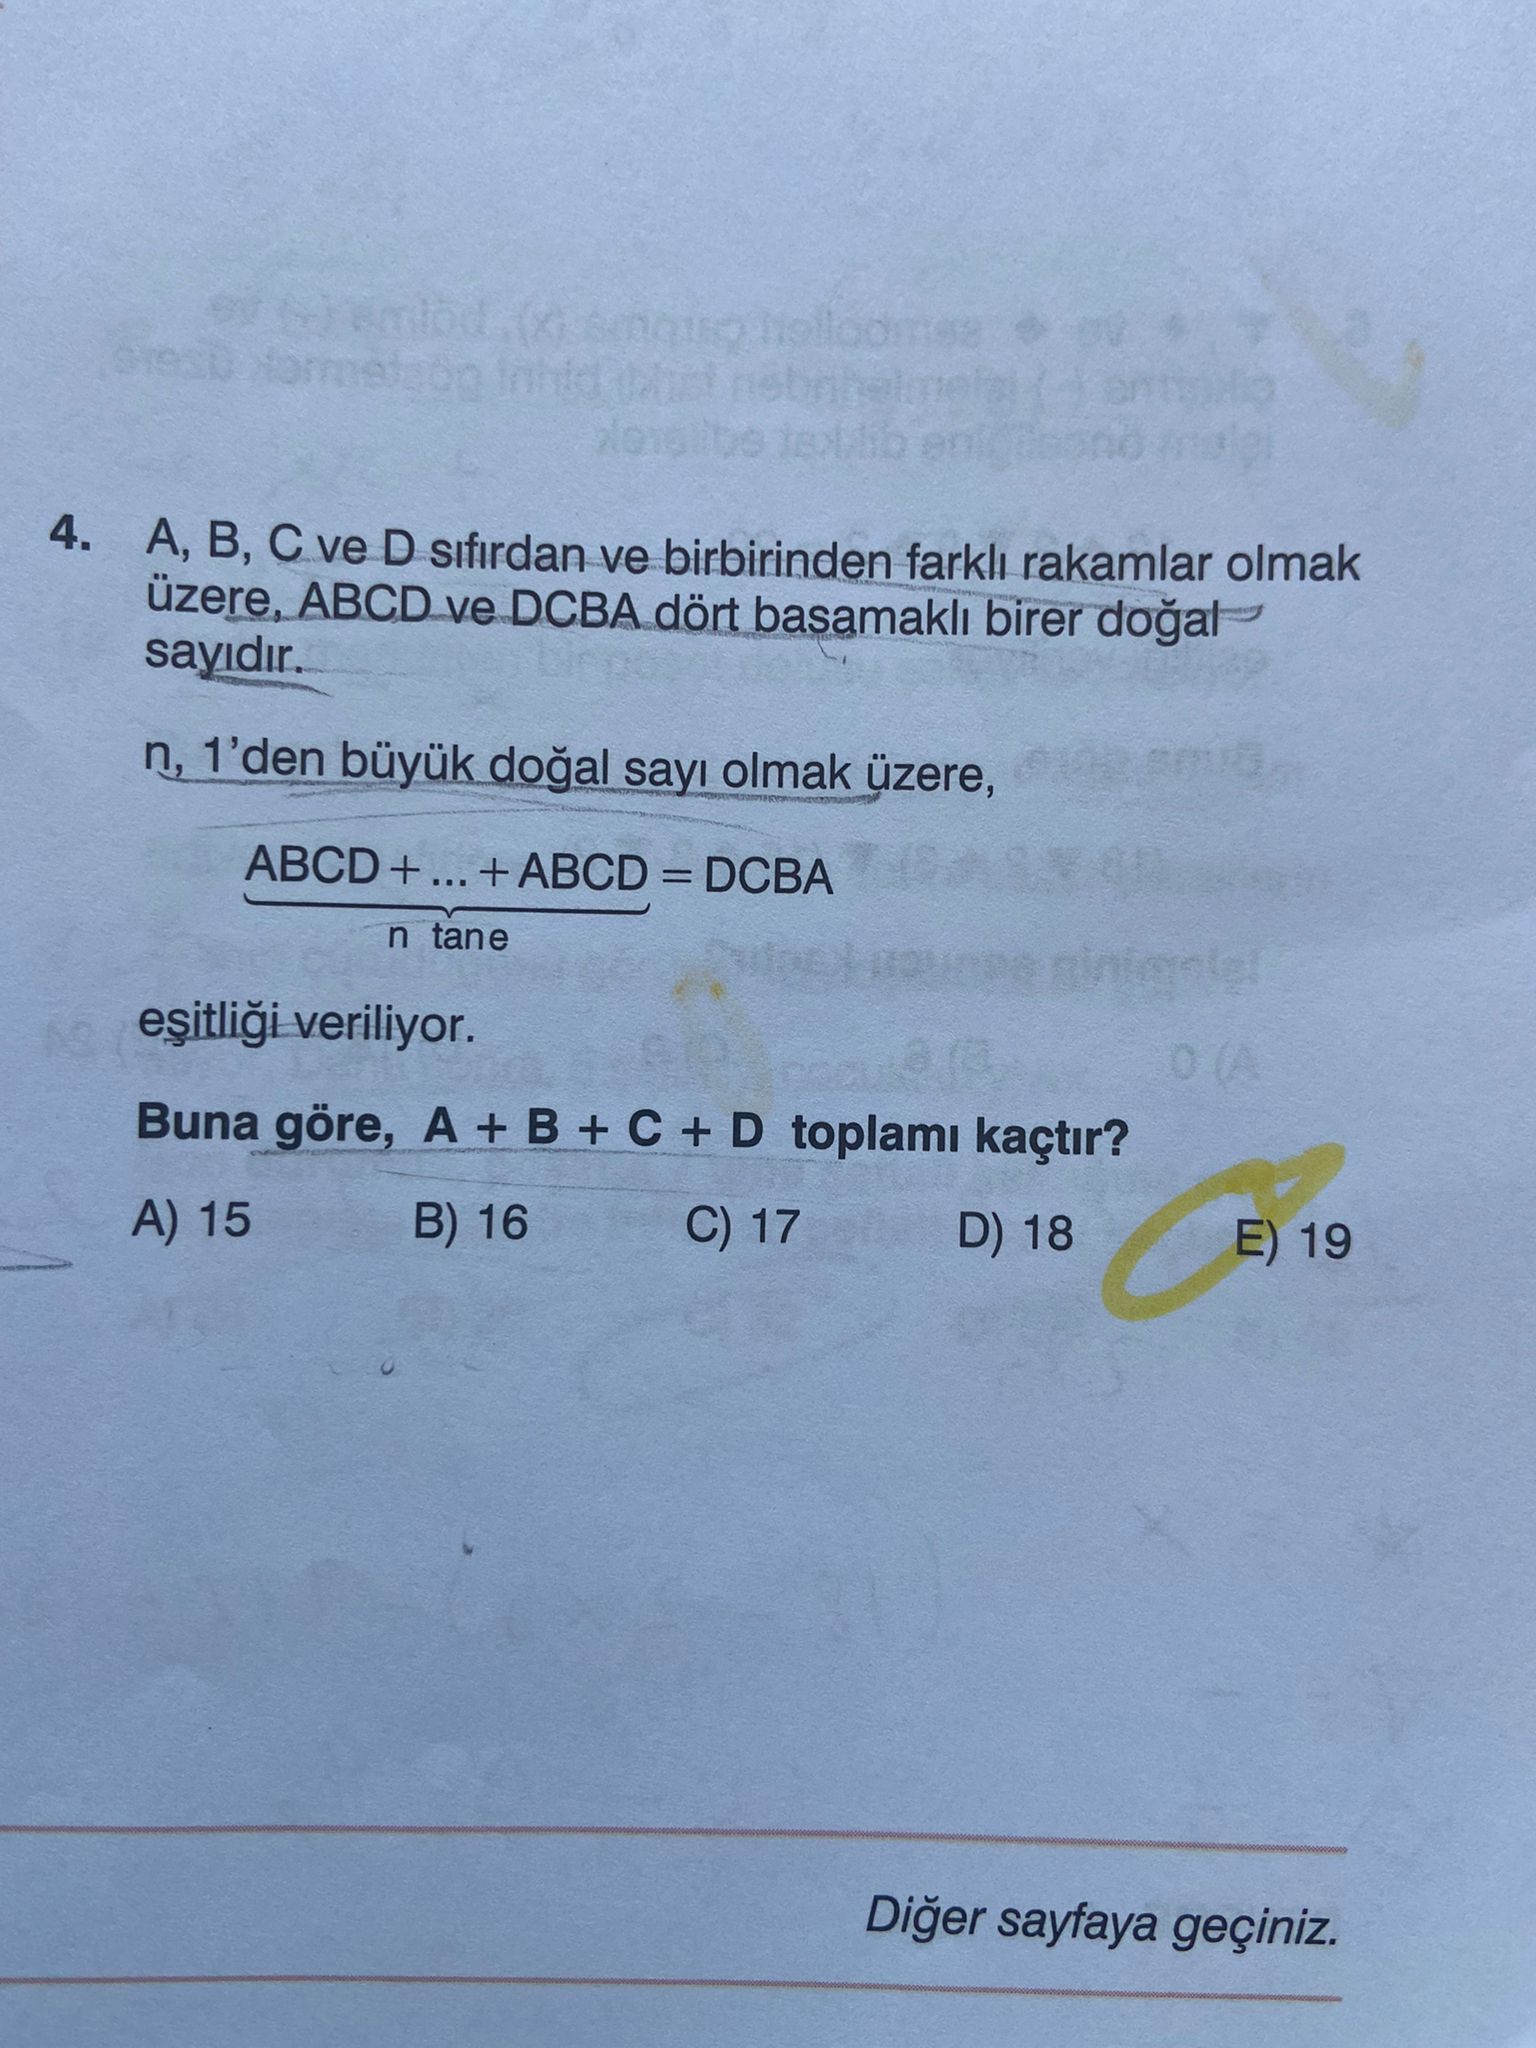 4. A, B, C ve D sıfırdan ve birbirinden farklı rakamlar olmak
üzere, ABCD ve DCBA dört basamaklı birer doğal
sayıdır.
n, 1'den büyük doğal sayı olmak üzere,
ABCD + ... + ABCD = DCBA
n tane
eşitliği veriliyor.
Buna göre, A + B + C + D toplamı kaçtır?
A) 15 B) 16 C) 17 D) 18 E) 19
Diğer sayfaya geçiniz.